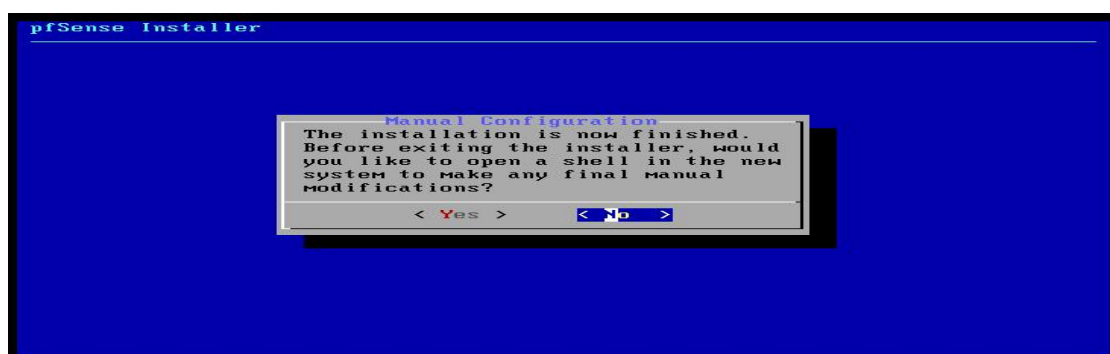 pfSense Installer
Manual Configuration
The installation is now finished.
Before exiting the installer, would
you like to open a shell in the new
system to make any final manual
modifications?
< Yes > < No >